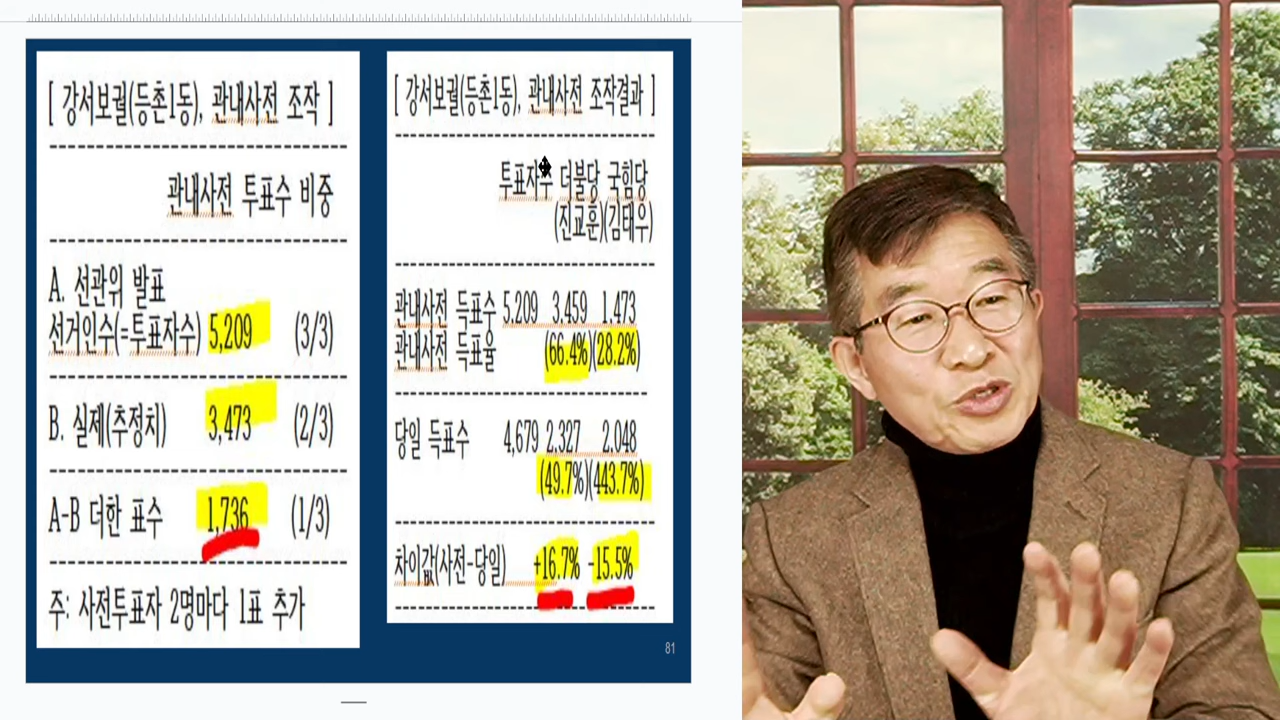 [ 강서보궐(등촌1동), 관내사전 조작 ]
관내사전 투표수 비중
A. 선관위 발표
선거인수(=투표자수) 5,209 (3/3)
B. 실제(추정치) 3,473 (2/3)
A-B 더한 표수 1,736 (1/3)
주: 사전투표자 2명마다 1표 추가
[ 강서보궐(등촌1동), 관내사전 조작결과 ]
투표자수 더불당 국힘당
(진교훈)(김태우)
관내사전 득표수 5,209 3,459 1,473
관내사전 득표율 (66.4%)(28.2%)
당일 득표수 4,679 2,327 2,048
(49.7%)(443.7%)
차이값(사전-당일) +16.7% -15.5%
81